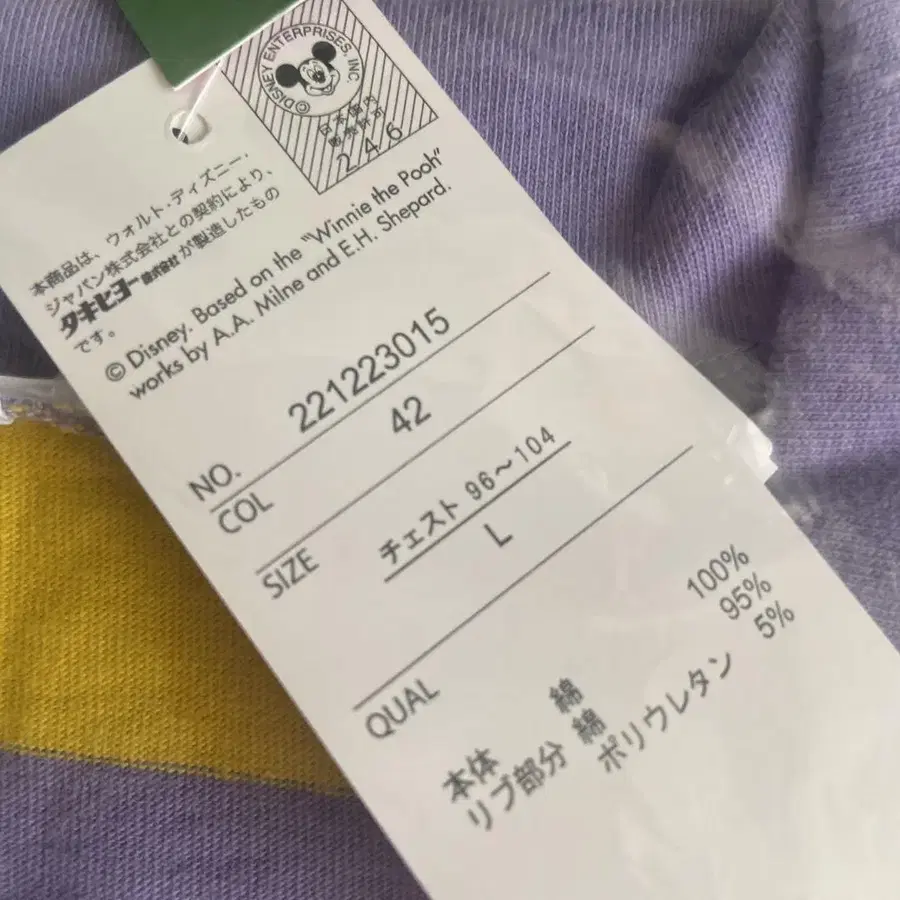 ©DISNEY ENTERPRISES, INC
日本国内
販売許可
246
本商品は、ウォルト・ディズニー・
ジャパン株式会社との契約により、
タキヒヨー株式会社が製造したもの
です。
© Disney. Based on the "Winnie the Pooh"
works by A.A. Milne and E.H. Shepard.
NO. 221223015
COL 42
SIZE チェスト 96～104
L
QUAL
本体 綿 100%
リブ部分 綿 95%
ポリウレタン 5%